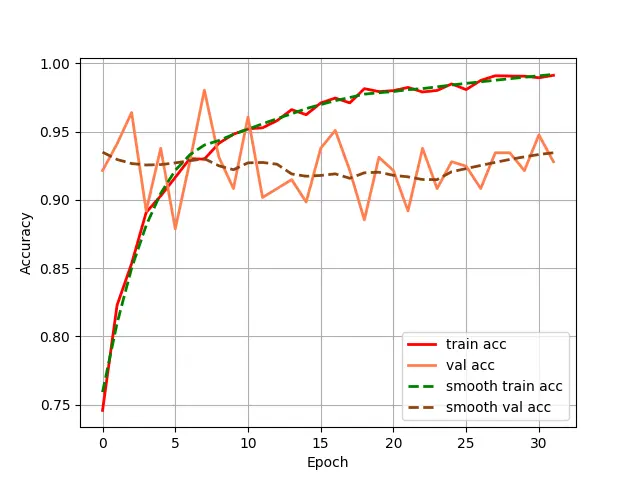 1.00
0.95
0.90
0.85
0.80
0.75
Accuracy
0 5 10 15 20 25 30
Epoch
train acc
val acc
smooth train acc
smooth val acc